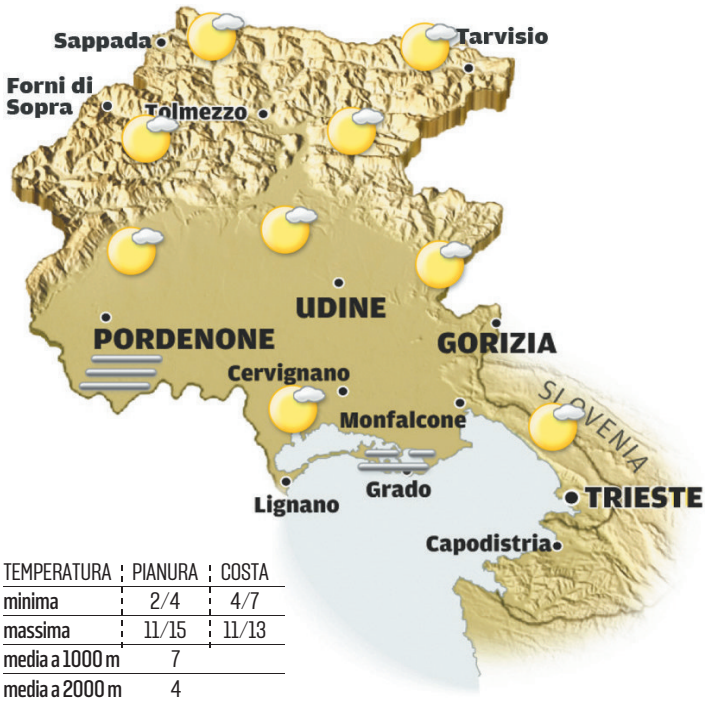 Sappada
Tarvisio
Forni di
Sopra
Tolmezzo
UDINE
PORDENONE
GORIZIA
Cervignano
SLOVENIA
Monfalcone
Grado
Lignano
TRIESTE
Capodistria
TEMPERATURA PIANURA COSTA
minima 2/4 4/7
massima 11/15 11/13
media a 1000 m 7
media a 2000 m 4